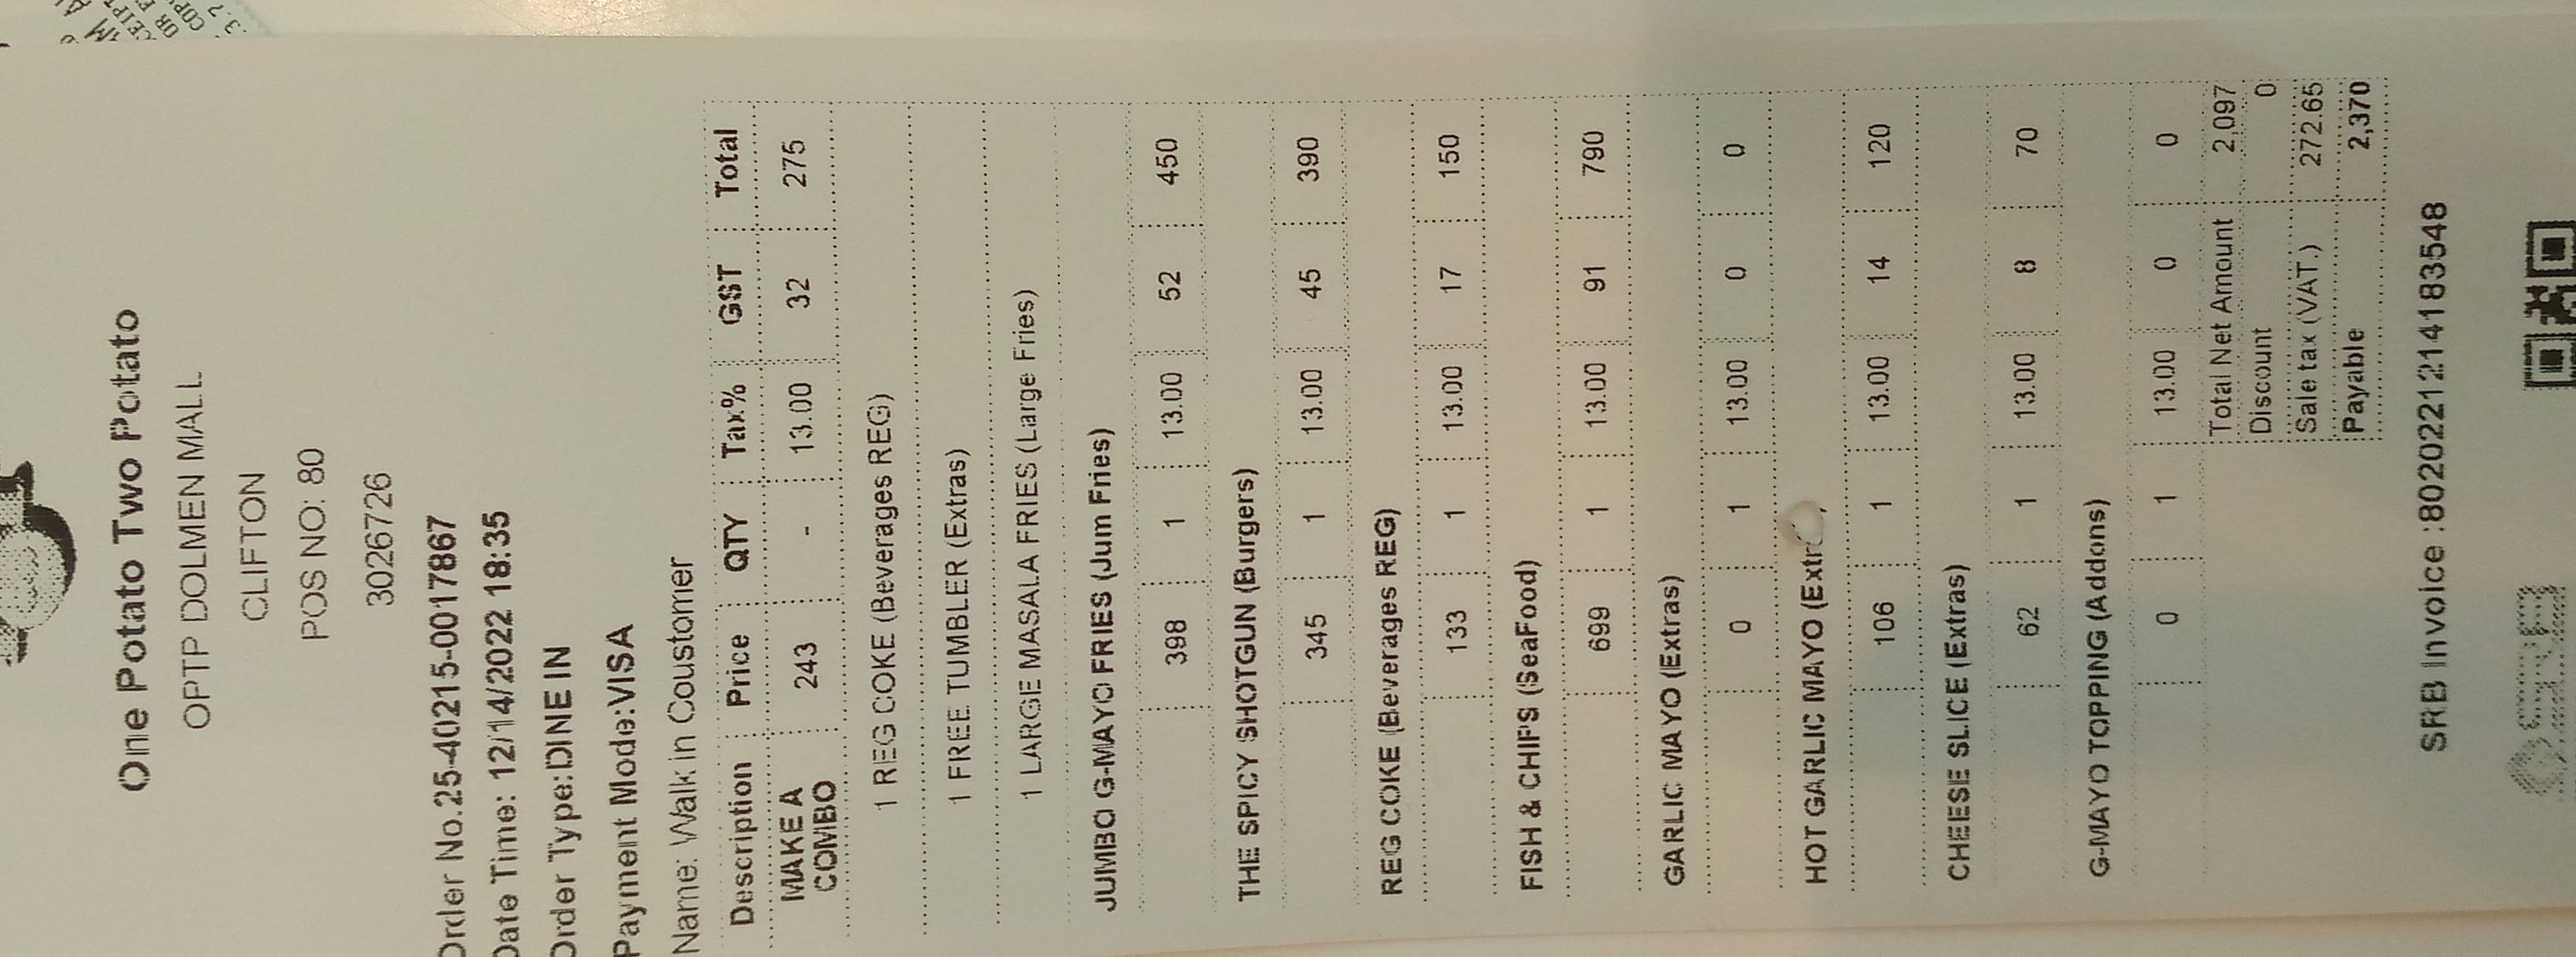 One Potato Two Potato
OPTP DOLMEN MALL
CLIFTON
POS NO: 80
3026726
Order No.25-40215-0017867
Date Time: 12/14/2022 18:35
Order Type:DINE IN
Payment Mode:VISA
Name: Walk in Coustomer
Description Price QTY Tax% GST Total
MAKE A COMBO 243 - 13.00 32 275
1 REG COKE (Beverages REG)
1 FREE TUMBLER (Extras)
1 LARGE MASALA FRIES (Large Fries)
JUMBO G-MAYO FRIES (Jum Fries)
398 1 13.00 52 450
THE SPICY SHOTGUN (Burgers)
345 1 13.00 45 390
REG COKE (Beverages REG)
133 1 13.00 17 150
FISH & CHIPS (SeaFood)
699 1 13.00 91 790
GARLIC MAYO (Extras)
0 1 13.00 0 0
HOT GARLIC MAYO (Extr
106 1 13.00 14 120
CHEESE SLICE (Extras)
62 1 13.00 8 70
G-MAYO TOPPING (Addons)
0 1 13.00 0 0
Total Net Amount 2,097
Discount 0
Sale tax (VAT.) 272.65
Payable 2,370
SRB Invoice :80202212141183548